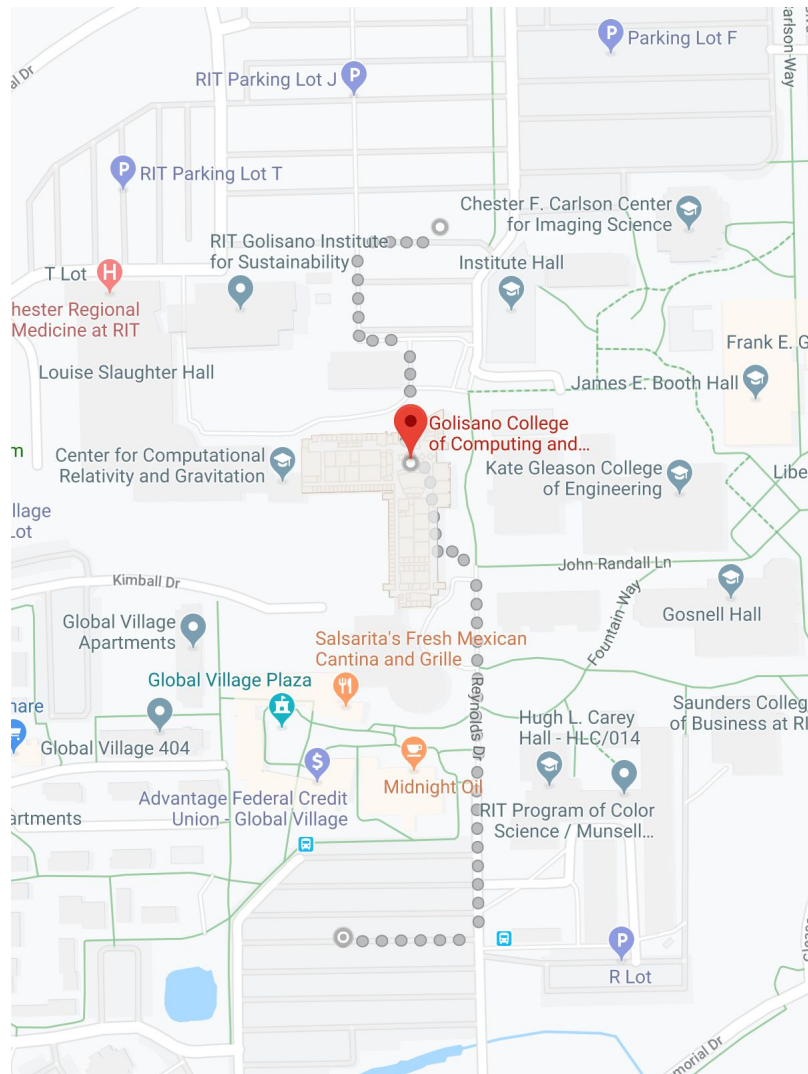 Parking Lot F
RIT Parking Lot J
P
P
al Dr
arlson Way
P
RIT Parking Lot T
Chester F. Carlson Center
for Imaging Science
RIT Golisano Institute
for Sustainability
Institute Hall
T Lot
H
hester Regional
Medicine at RIT
Frank E. G
Louise Slaughter Hall
James E. Booth Hall
Golisano College
of Computing and...
m
Center for Computational
Relativity and Gravitation
Kate Gleason College
of Engineering
Libe
llage
Lot
John Randall Ln
Kimball Dr
Gosnell Hall
Global Village
Apartments
Fountain Way
Salsarita's Fresh Mexican
Cantina and Grille
Global Village Plaza
Reynolds Dr
Saunders Colleg
of Business at RI
nare
Hugh L. Carey
Hall - HLC/014
Global Village 404
$
Midnight Oil
Advantage Federal Credit
Union - Global Village
RIT Program of Color
Science / Munsell...
artments
P
R Lot
morial Dr